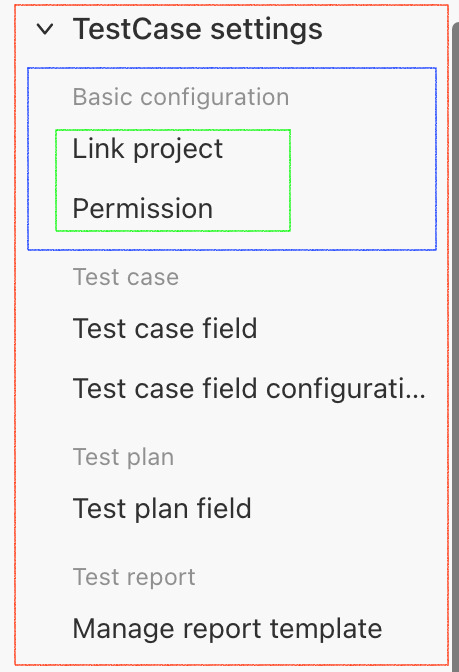 TestCase settings
Basic configuration
Link project
Permission
Test case
Test case field
Test case field configurati...
Test plan
Test plan field
Test report
Manage report template